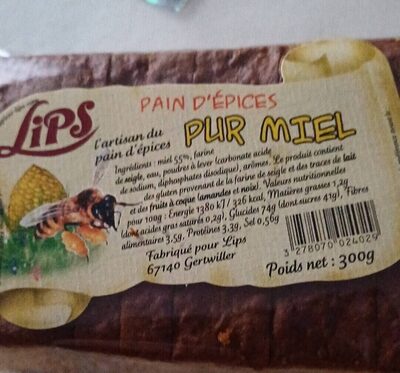 Lips
PAIN D'ÉPICES
PUR MIEL
l'artisan du
pain d'épices
Ingrédients : miel 55%, farine
de seigle, eau, poudres à lever (carbonate acide
de sodium, diphosphates disodique), arômes. Le produit contient
des gluten provenant de la farine de seigle et des traces de lait
et des fruits à coque (amandes et noix). Valeurs nutritionnelles
pour 100g : Energie 1380 kJ / 326 kcal, Matières grasses 1,2g
(dont acides gras saturés 0,2g), Glucides 74g (dont sucres 41g), Fibres
alimentaires 3,5g, Protéines 3,3g, Sel 0,56g
Fabriqué pour Lips
67140 Gertwiller
3 278070 024029
Poids net : 300g